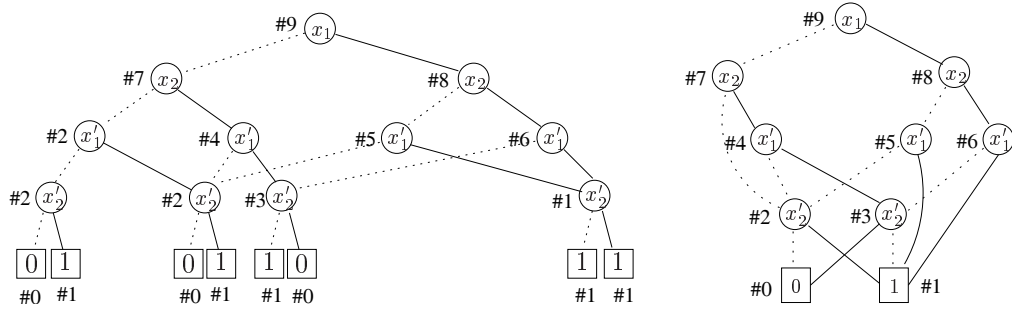 #9 x₁ #9 x₁
#7 x₂ #8 x₂ #7 x₂ #8 x₂
#2 x′₁ #4 x′₁ #5 x′₁ #6 x′₁ #4 x′₁ #5 x′₁ #6 x′₁
#2 x′₂ #2 x′₂ #3 x′₂ #1 x′₂ #2 x′₂ #3 x′₂
0 1 0 1 1 0 1 1 #0 0 1 #1
#0 #1 #0 #1 #1 #0 #1 #1